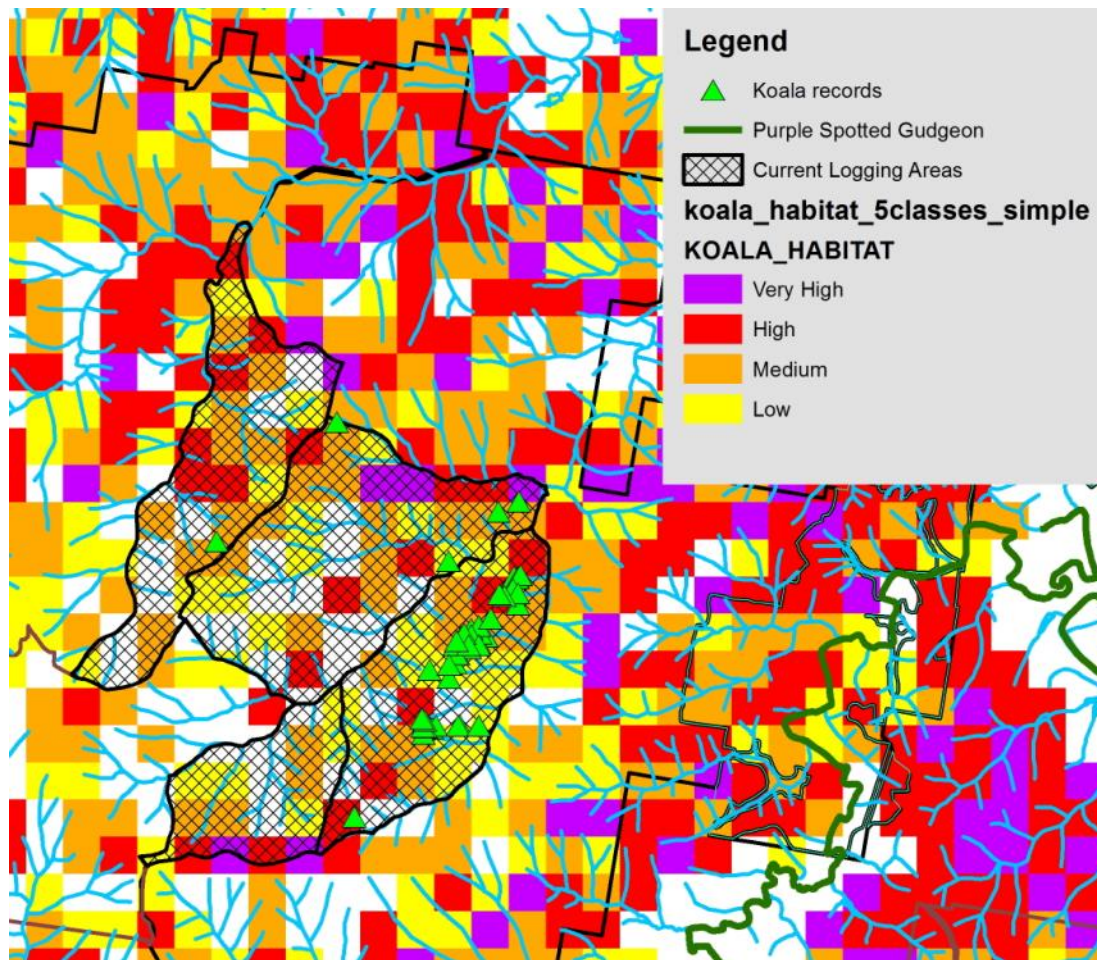 Legend
Koala records
Purple Spotted Gudgeon
Current Logging Areas
koala_habitat_5classes_simple
KOALA_HABITAT
Very High
High
Medium
Low